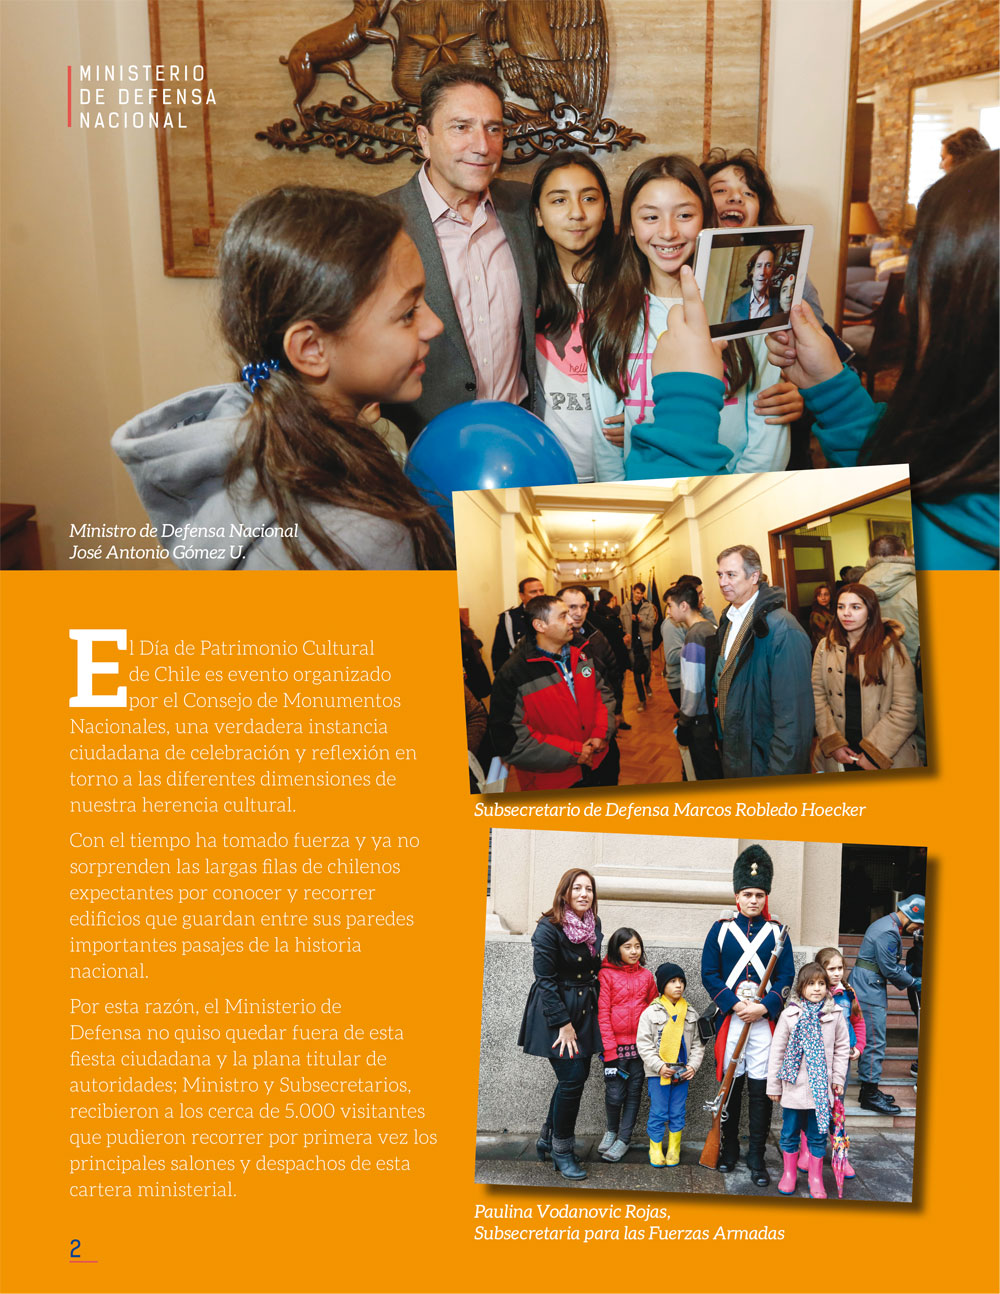 MINISTERIO
DE DEFENSA
NACIONAL
ZA
hello
PAR
Ministro de Defensa Nacional
José Antonio Gómez U.
El Día de Patrimonio Cultural
de Chile es evento organizado
por el Consejo de Monumentos
Nacionales, una verdadera instancia
ciudadana de celebración y reflexión en
torno a las diferentes dimensiones de
nuestra herencia cultural.
Con el tiempo ha tomado fuerza y ya no
sorprenden las largas filas de chilenos
expectantes por conocer y recorrer
edificios que guardan entre sus paredes
importantes pasajes de la historia
nacional.
Por esta razón, el Ministerio de
Defensa no quiso quedar fuera de esta
fiesta ciudadana y la plana titular de
autoridades; Ministro y Subsecretarios,
recibieron a los cerca de 5.000 visitantes
que pudieron recorrer por primera vez los
principales salones y despachos de esta
cartera ministerial.
Subsecretario de Defensa Marcos Robledo Hoecker
Paulina Vodanovic Rojas,
Subsecretaria para las Fuerzas Armadas
2